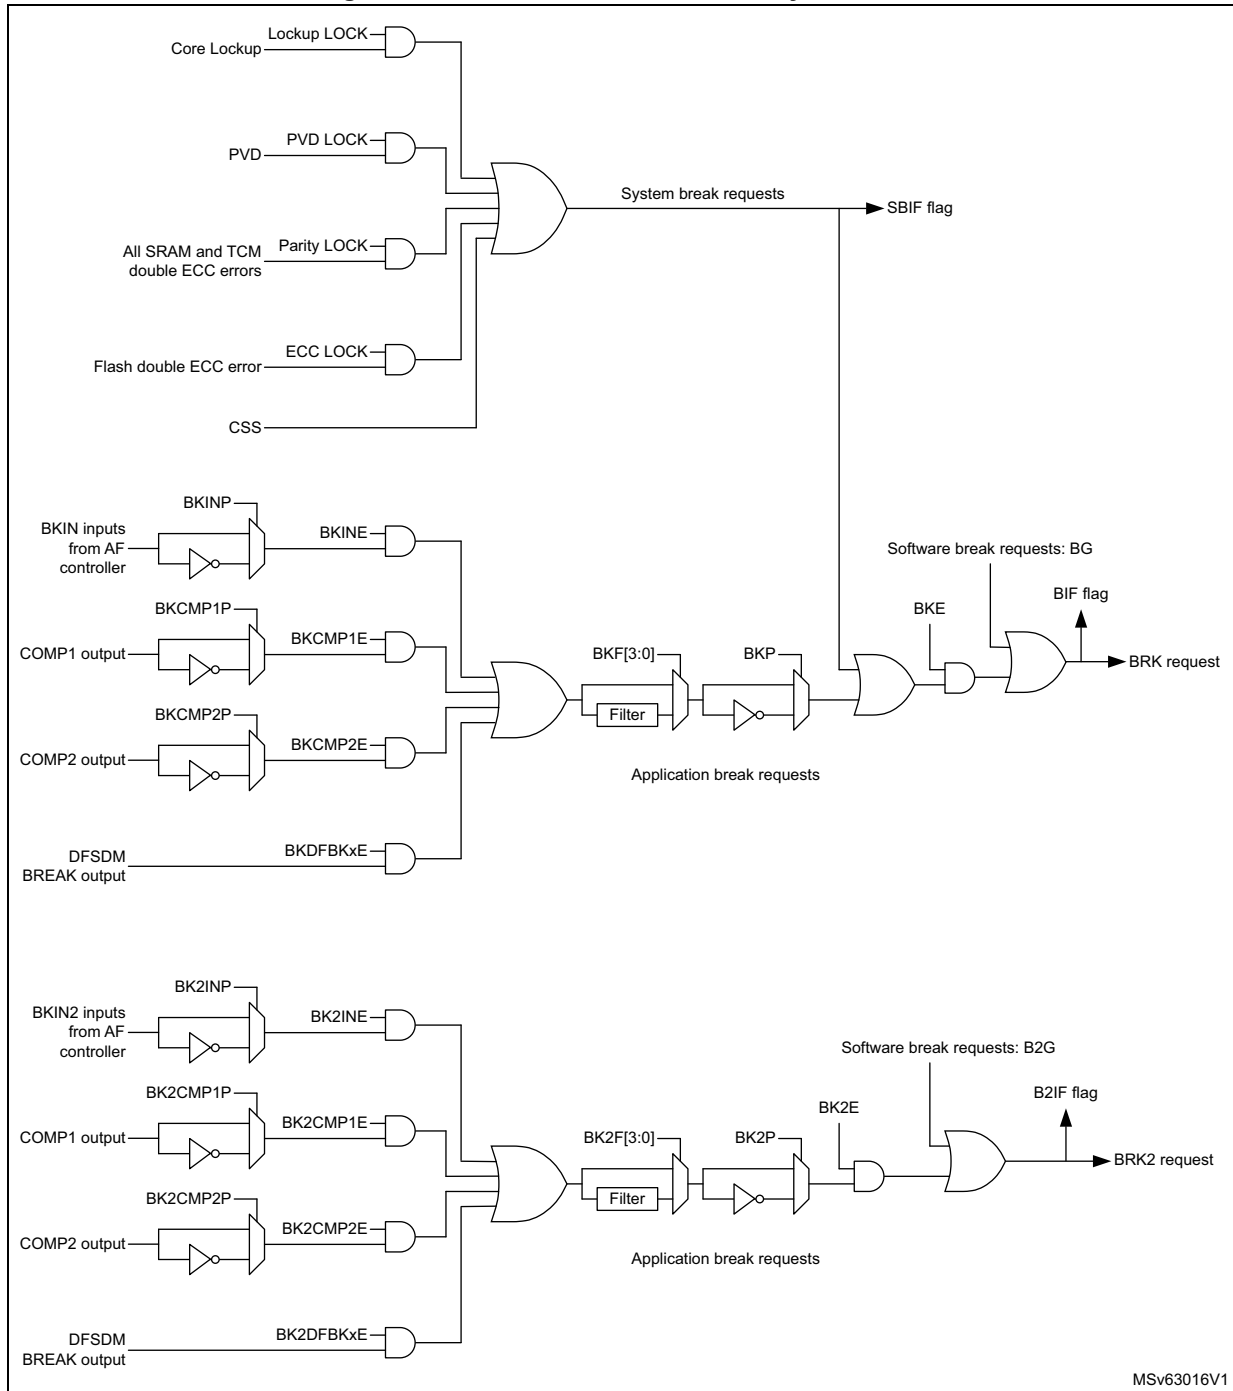 Lockup LOCK
Core Lockup
PVD LOCK
PVD
System break requests
SBIF flag
Parity LOCK
All SRAM and TCM
double ECC errors
ECC LOCK
Flash double ECC error
CSS
BKINP
BKIN inputs
from AF
controller
BKINE
Software break requests: BG
BIF flag
BKCMP1P
BKCMP1E
COMP1 output
BKF[3:0]
BKP
BKE
BRK request
Filter
BKCMP2P
BKCMP2E
COMP2 output
Application break requests
BKDFBKxE
DFSDM
BREAK output
BK2INP
BKIN2 inputs
from AF
controller
BK2INE
Software break requests: B2G
B2IF flag
BK2CMP1P
BK2CMP1E
COMP1 output
BK2F[3:0]
BK2P
BK2E
BRK2 request
Filter
BK2CMP2P
BK2CMP2E
COMP2 output
Application break requests
BK2DFBKxE
DFSDM
BREAK output
MSv63016V1